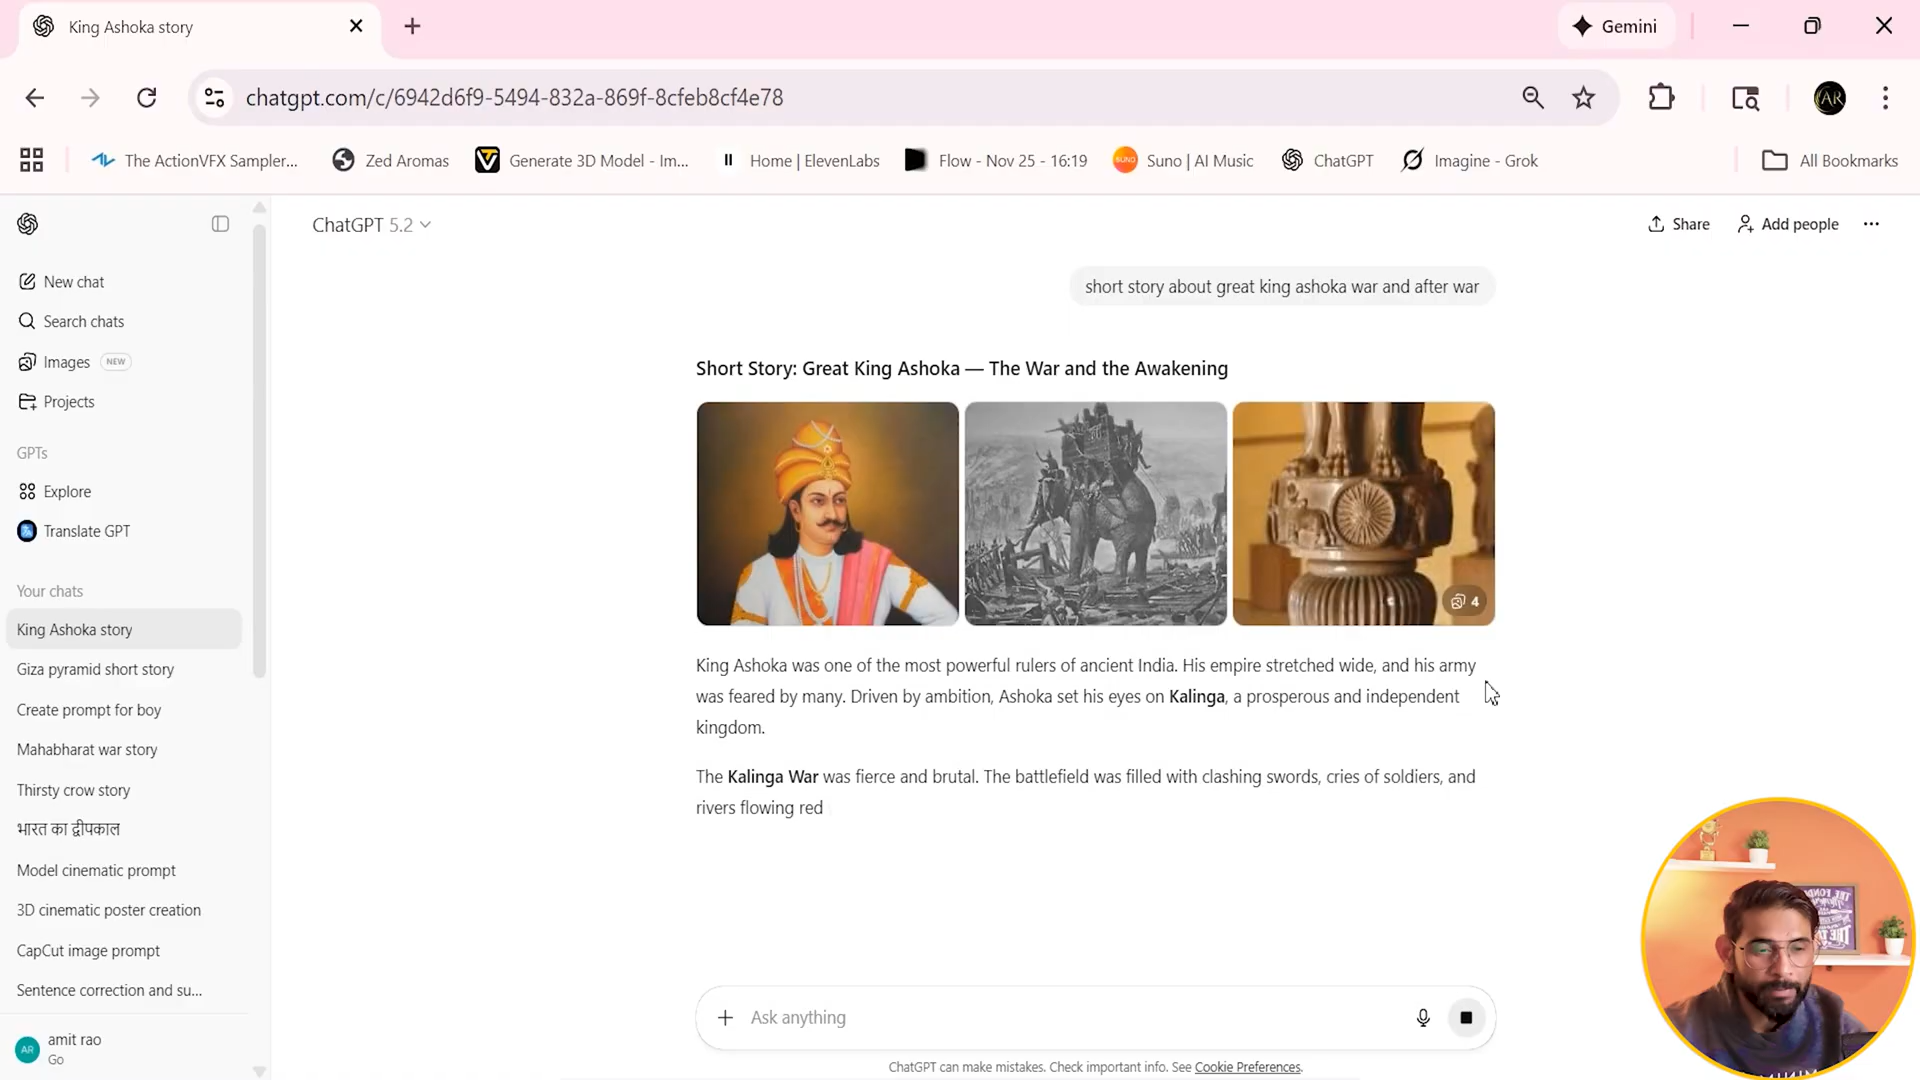 King Ashoka story
Gemini
chatgpt.com/c/6942d6f9-5494-832a-869f-8cfeb8cf4e78
AR
The ActionVFX Sampler...
Zed Aromas
Generate 3D Model - Im...
Home | ElevenLabs
Flow - Nov 25 - 16:19
SUNO
Suno | AI Music
ChatGPT
Imagine - Grok
All Bookmarks
ChatGPT 5.2
Share
Add people
New chat
Search chats
Images NEW
Projects
GPTs
Explore
Translate GPT
Your chats
King Ashoka story
Giza pyramid short story
Create prompt for boy
Mahabharat war story
Thirsty crow story
भारत का द्वीपकाल
Model cinematic prompt
3D cinematic poster creation
CapCut image prompt
Sentence correction and su...
AR
amit rao
Go
short story about great king ashoka war and after war
Short Story: Great King Ashoka — The War and the Awakening
4
King Ashoka was one of the most powerful rulers of ancient India. His empire stretched wide, and his army
was feared by many. Driven by ambition, Ashoka set his eyes on Kalinga, a prosperous and independent
kingdom.
The Kalinga War was fierce and brutal. The battlefield was filled with clashing swords, cries of soldiers, and
rivers flowing red
Ask anything
ChatGPT can make mistakes. Check important info. See Cookie Preferences.